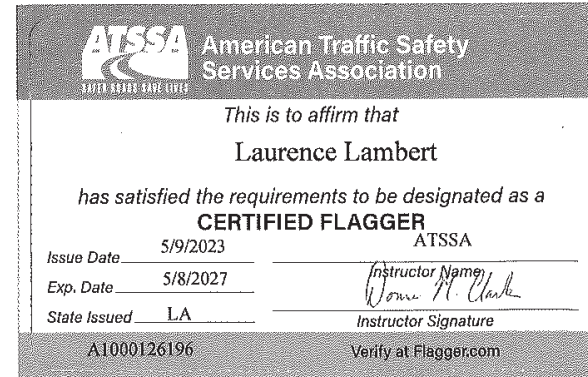 ATSSA
SAFER ROADS SAVE LIVES
American Traffic Safety
Services Association
This is to affirm that
Laurence Lambert
has satisfied the requirements to be designated as a
CERTIFIED FLAGGER
Issue Date 5/9/2023
ATSSA
Instructor Name
Exp. Date 5/8/2027
Donna M. Clark
State Issued LA
Instructor Signature
A1000126196
Verify at Flagger.com